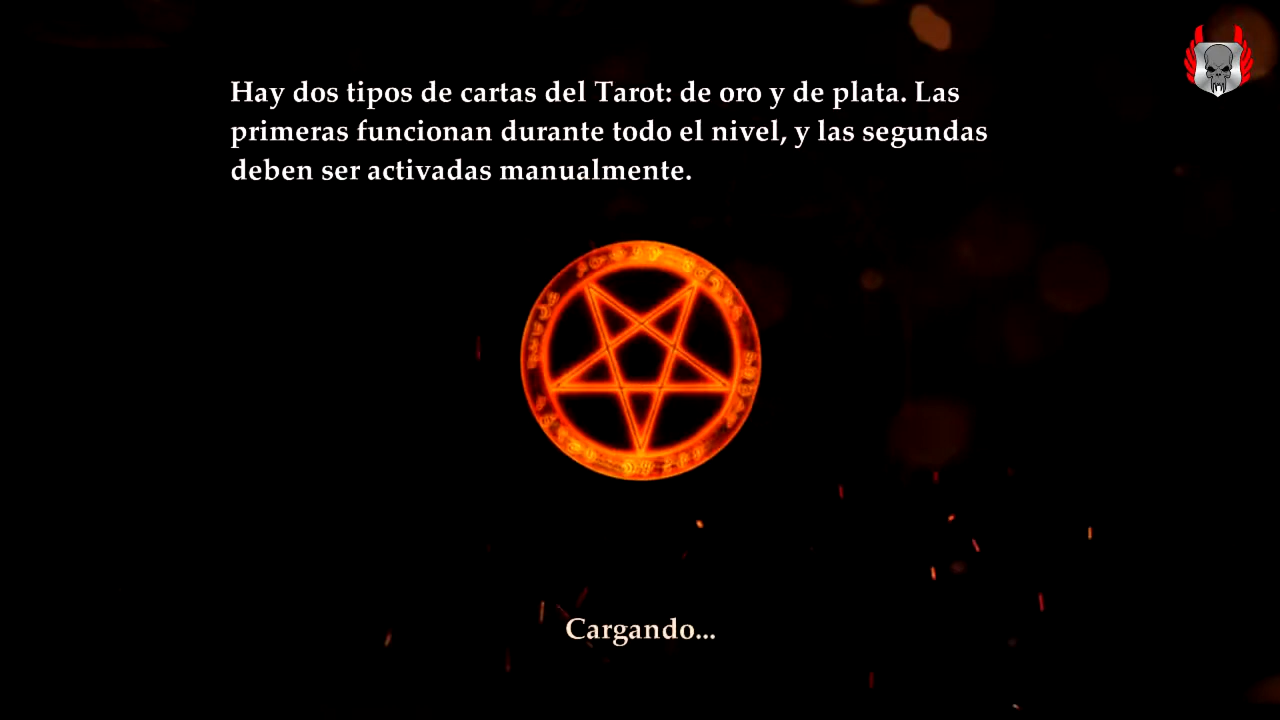 Hay dos tipos de cartas del Tarot: de oro y de plata. Las
primeras funcionan durante todo el nivel, y las segundas
deben ser activadas manualmente.
Cargando...